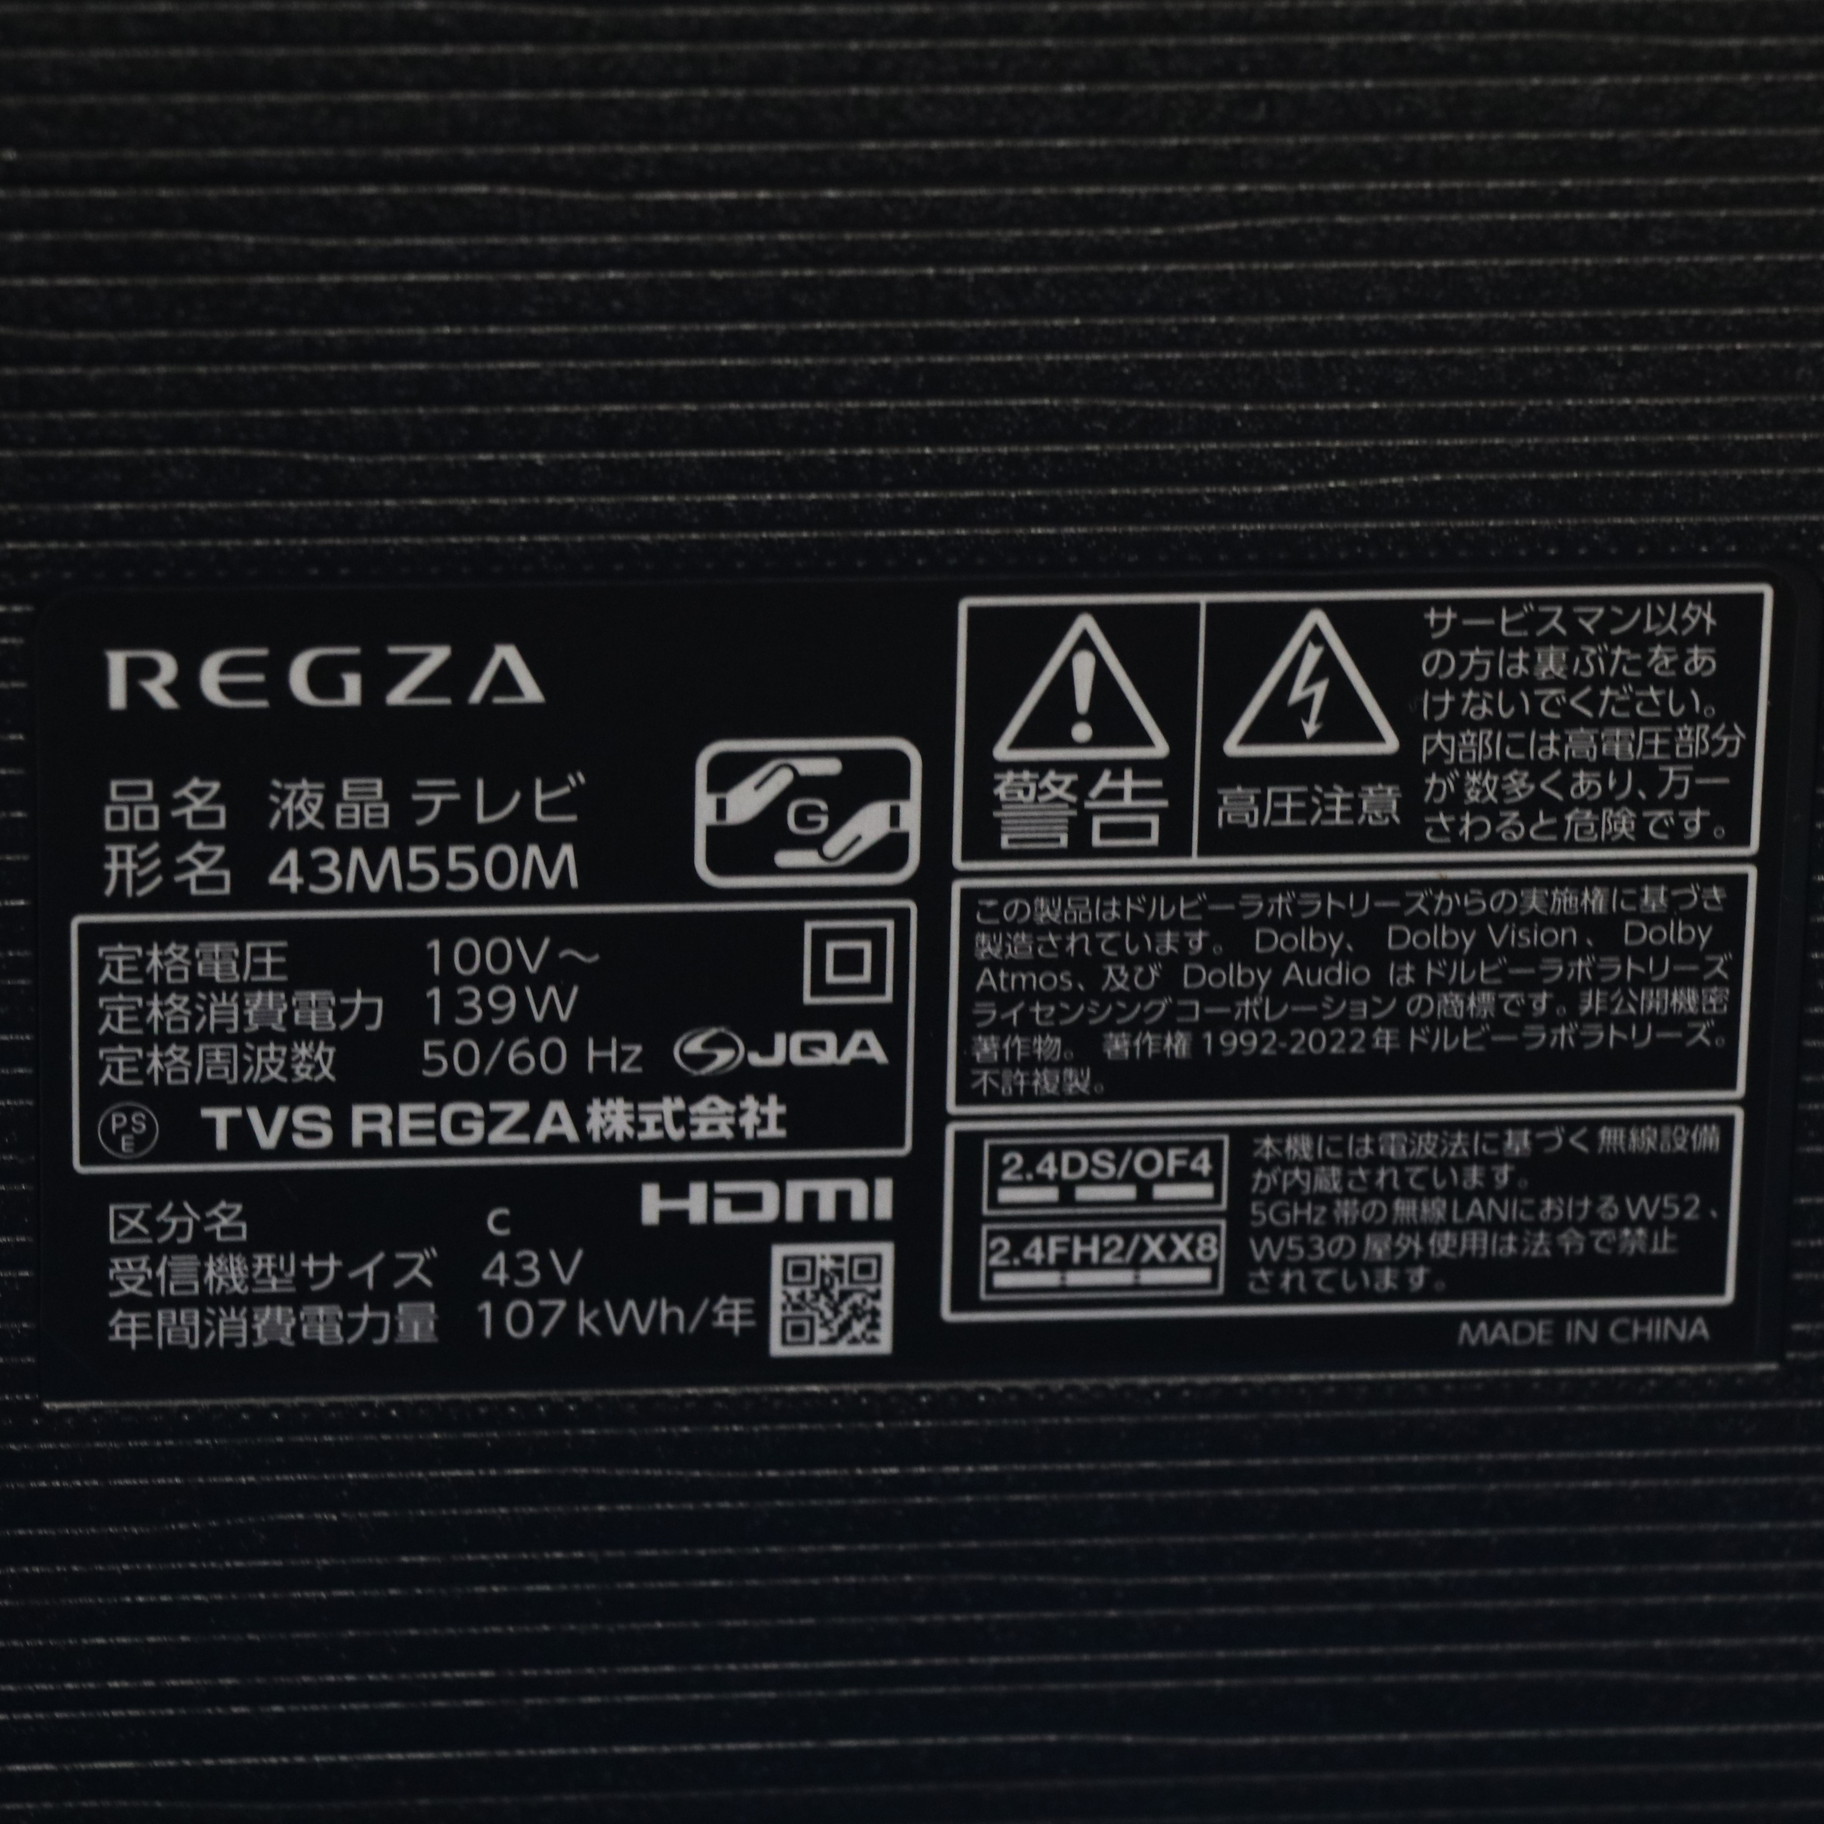 REGZA
品名 液晶テレビ
形名 43M550M
G
定格電圧 100V～
定格消費電力 139W
定格周波数 50/60 Hz
JQA
PS
E
TVS REGZA株式会社
区分名 c
受信機型サイズ 43V
年間消費電力量 107kWh/年
HDMI
警告
高圧注意
サービスマン以外
の方は裏ぶたをあ
けないでください。
内部には高電圧部分
が数多くあり、万一
さわると危険です。
この製品はドルビーラボラトリーズからの実施権に基づき
製造されています。 Dolby、 Dolby Vision、 Dolby
Atmos、及び Dolby Audio はドルビーラボラトリーズ
ライセンシングコーポレーションの商標です。非公開機密
著作物。 著作権 1992-2022年ドルビーラボラトリーズ。
不許複製。
2.4DS/OF4
2.4FH2/XX8
本機には電波法に基づく無線設備
が内蔵されています。
5GHz帯の無線LANにおけるW52、
W53の屋外使用は法令で禁止
されています。
MADE IN CHINA